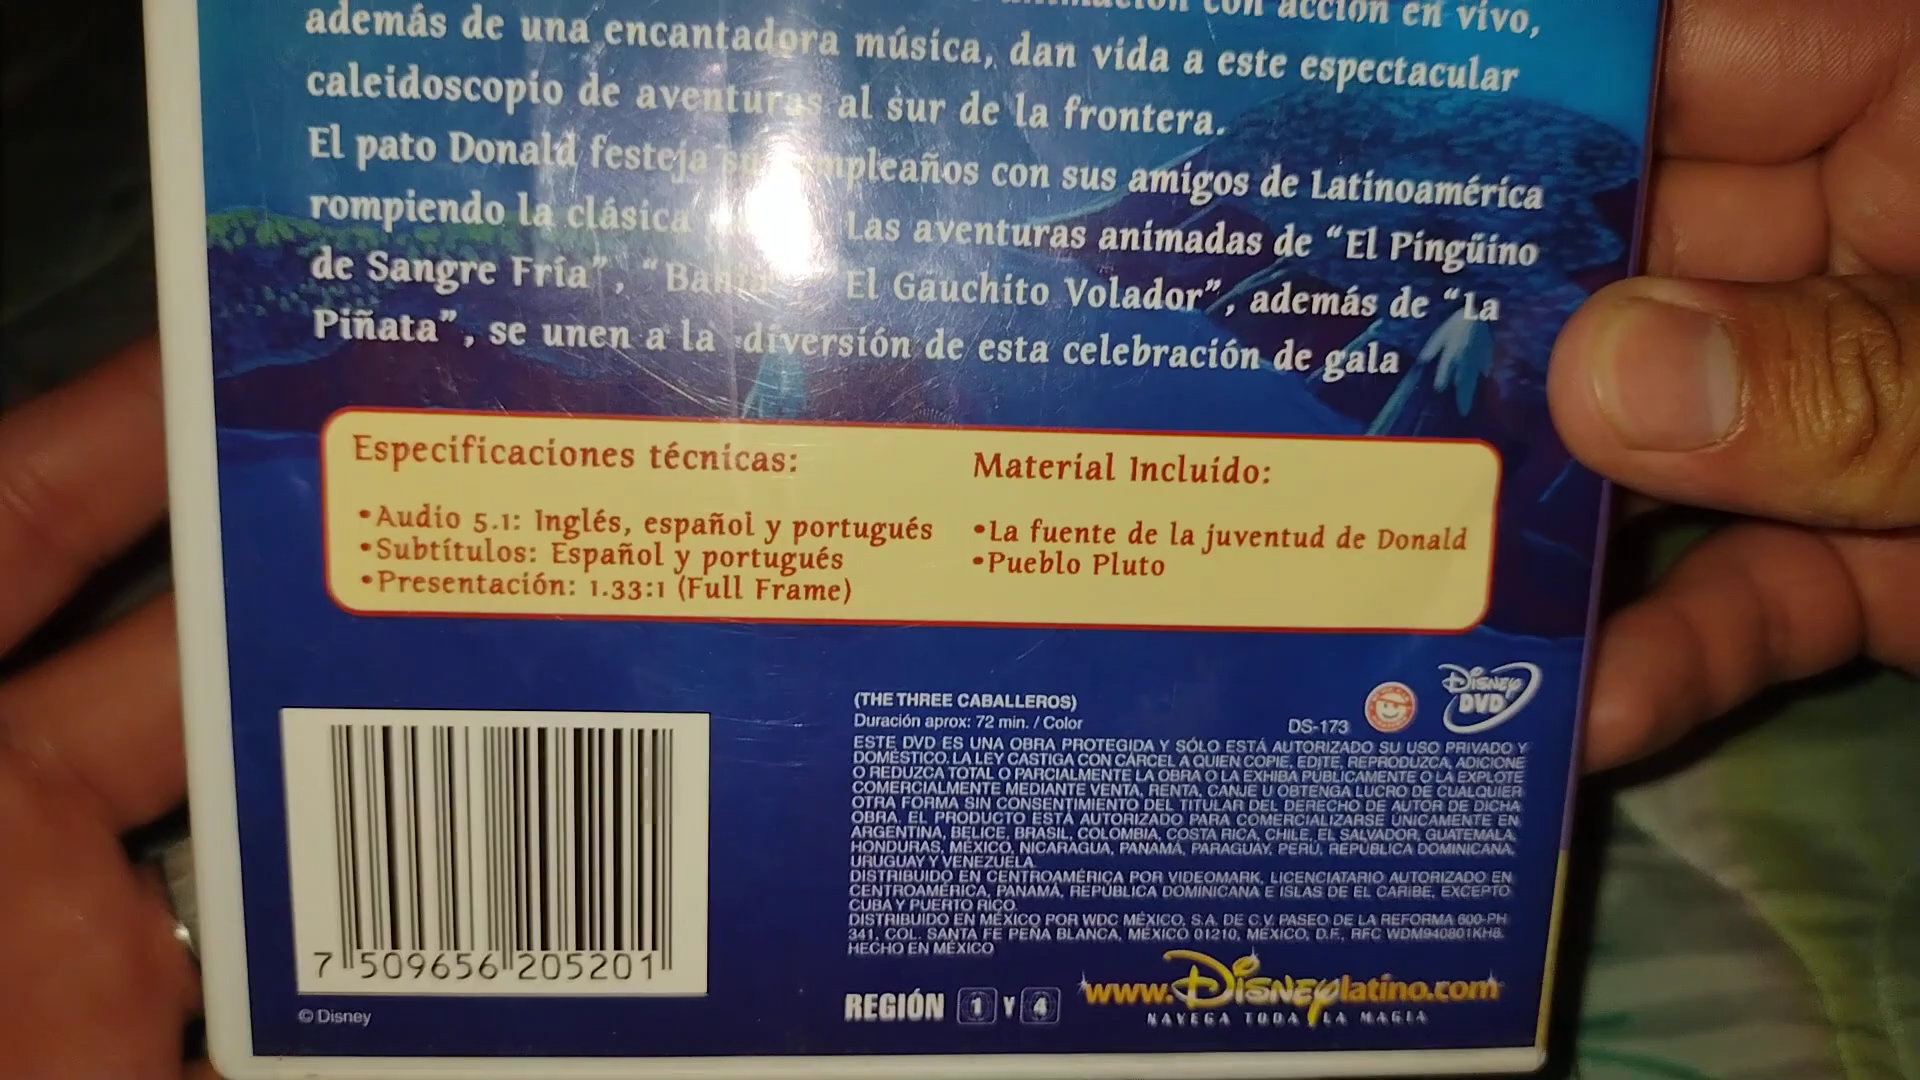 con acción en vivo,
además de una encantadora música, dan vida a este espectacular
caleidoscopio de aventuras al sur de la frontera.
El pato Donald festeja su cumpleaños con sus amigos de Latinoamérica
rompiendo la clásica Las aventuras animadas de “El Pingüino
de Sangre Fría”, “Bahía” El Gauchito Volador”, además de “La
Piñata”, se unen a la diversión de esta celebración de gala
Especificaciones técnicas:
•Audio 5.1: Inglés, español y portugués
•Subtítulos: Español y portugués
•Presentación: 1.33:1 (Full Frame)
Material Incluido:
•La fuente de la juventud de Donald
•Pueblo Pluto
(THE THREE CABALLEROS)
Duración aprox: 72 min. / Color
DS-173
Disney
DVD
ESTE DVD ES UNA OBRA PROTEGIDA Y SÓLO ESTÁ AUTORIZADO SU USO PRIVADO Y
DOMÉSTICO. LA LEY CASTIGA CON CÁRCEL A QUIEN COPIE, EDITE, REPRODUZCA, ADICIONE
O REDUZCA TOTAL O PARCIALMENTE LA OBRA O LA EXHIBA PÚBLICAMENTE O LA EXPLOTE
COMERCIALMENTE MEDIANTE VENTA, RENTA, CANJE U OBTENGA LUCRO DE CUALQUIER
OTRA FORMA SIN CONSENTIMIENTO DEL TITULAR DEL DERECHO DE AUTOR DE DICHA
OBRA. EL PRODUCTO ESTÁ AUTORIZADO PARA COMERCIALIZARSE ÚNICAMENTE EN
ARGENTINA, BELICE, BRASIL, COLOMBIA, COSTA RICA, CHILE, EL SALVADOR, GUATEMALA,
HONDURAS, MÉXICO, NICARAGUA, PANAMÁ, PARAGUAY, PERÚ, REPÚBLICA DOMINICANA,
URUGUAY Y VENEZUELA.
DISTRIBUIDO EN CENTROAMÉRICA POR VIDEOMARK, LICENCIATARIO AUTORIZADO EN
CENTROAMÉRICA, PANAMÁ, REPÚBLICA DOMINICANA E ISLAS DE EL CARIBE, EXCEPTO
CUBA Y PUERTO RICO.
DISTRIBUIDO EN MÉXICO POR WDC MÉXICO, S.A. DE C.V. PASEO DE LA REFORMA 600-PH
341, COL. SANTA FE PEÑA BLANCA, MÉXICO 01210, MÉXICO, D.F., RFC WDM940801KH8.
HECHO EN MÉXICO
7 509656 205201
© Disney
REGIÓN 1 Y 4
www.Disneylatino.com
NAVEGA TODA LA MAGIA